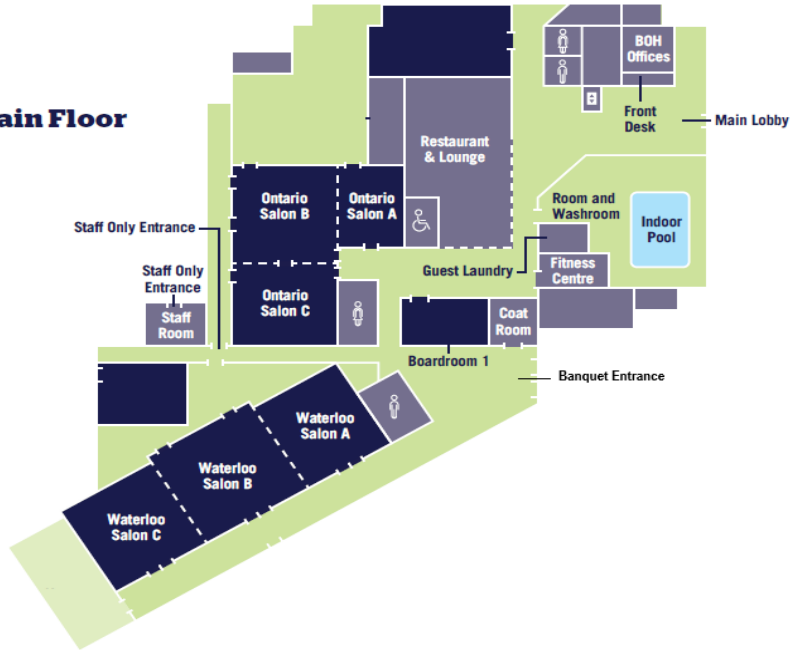 ain Floor
BOH
Offices
Front
Desk
Main Lobby
Restaurant
& Lounge
Ontario
Salon B
Ontario
Salon A
Room and
Washroom
Indoor
Pool
Staff Only Entrance
Guest Laundry
Fitness
Centre
Staff Only
Entrance
Ontario
Salon C
Staff
Room
Coat
Room
Boardroom 1
Banquet Entrance
Waterloo
Salon A
Waterloo
Salon B
Waterloo
Salon C